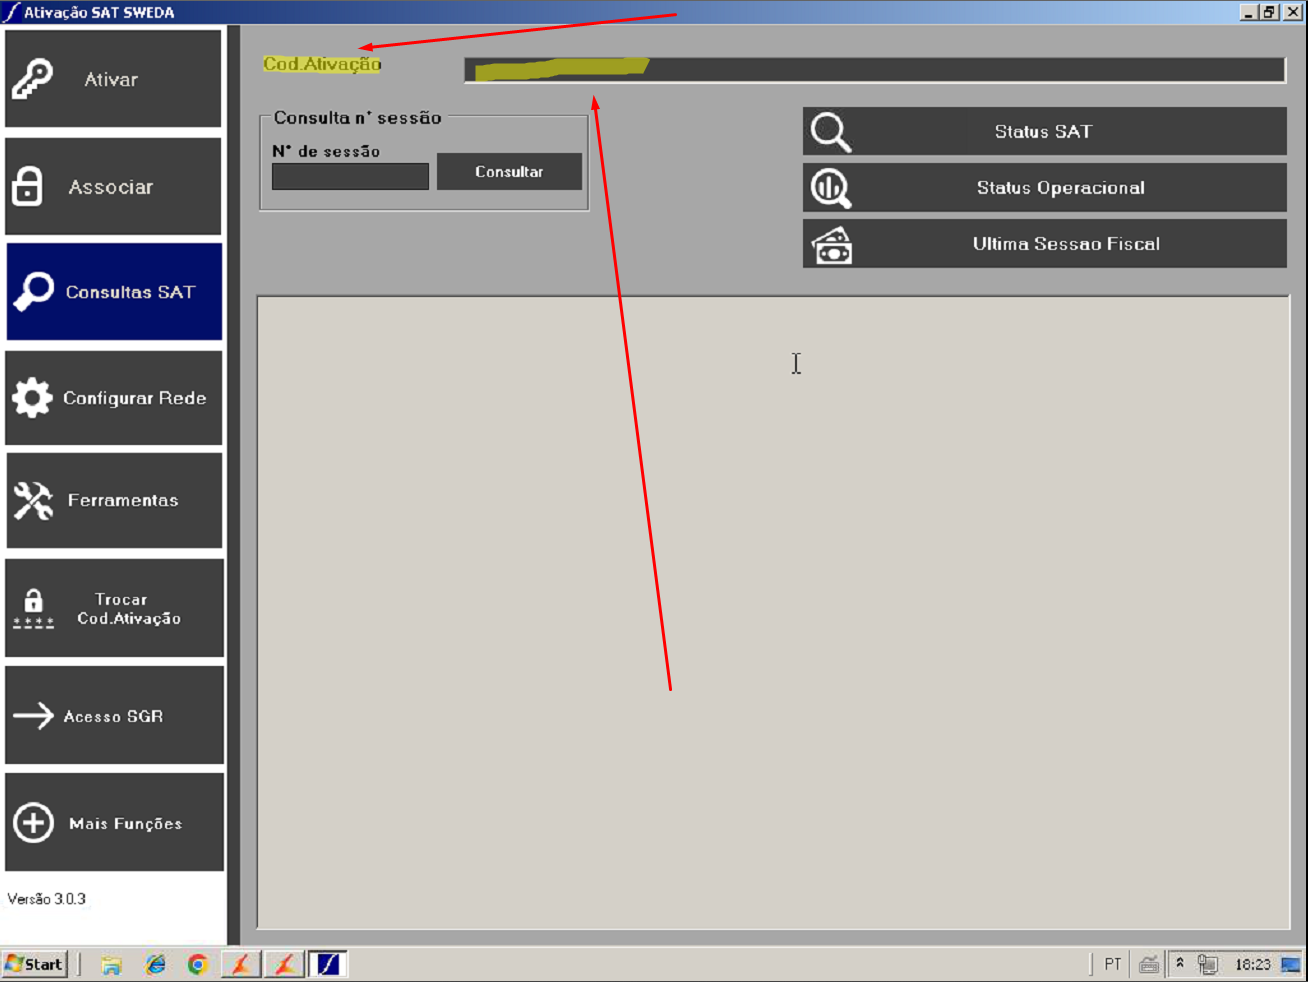 Ativação SAT SWEDA
Ativar
Associar
Consultas SAT
Configurar Rede
Ferramentas
****
Trocar
Cod.Ativação
Acesso SGR
Mais Funções
Versão 3.0.3
Cod.Ativação
Consulta n° sessão
N° de sessão
Consultar
Status SAT
Status Operacional
Ultima Sessao Fiscal
Start
PT
18:23